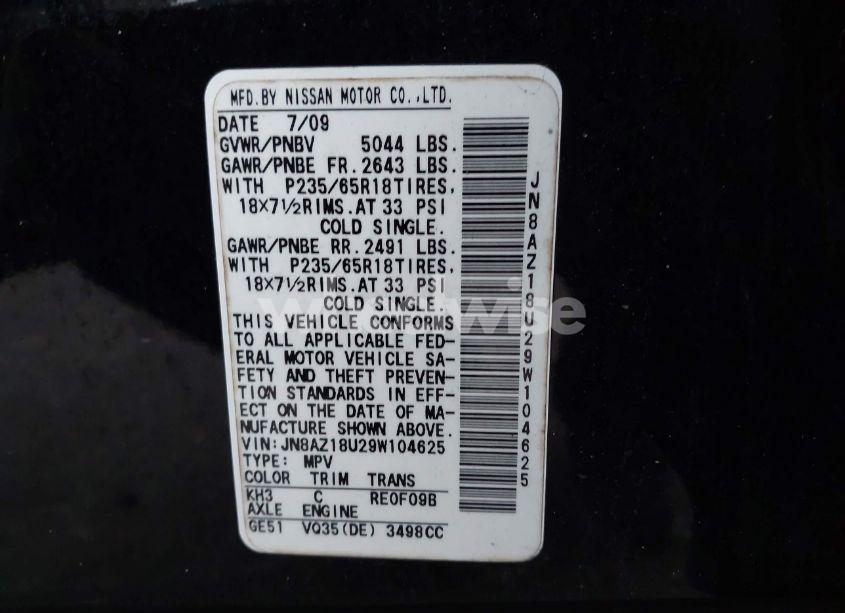 MFD.BY NISSAN MOTOR CO.,LTD.
DATE 7/09
GVWR/PNBV 5044 LBS.
GAWR/PNBE FR.2643 LBS.
WITH P235/65R18TIRES,
18×7½RIMS.AT 33 PSI
COLD SINGLE.
GAWR/PNBE RR.2491 LBS.
WITH P235/65R18TIRES,
18×7½RIMS.AT 33 PSI
COLD SINGLE.
THIS VEHICLE CONFORMS
TO ALL APPLICABLE FED-
ERAL MOTOR VEHICLE SA-
FETY AND THEFT PREVEN-
TION STANDARDS IN EFF-
ECT ON THE DATE OF MA-
NUFACTURE SHOWN ABOVE.
VIN:JN8AZ18U29W104625
TYPE: MPV
COLOR TRIM TRANS
KH3 C RE0F09B
AXLE ENGINE
GE51 VQ35(DE) 3498CC
JN8AZ18U29W104625